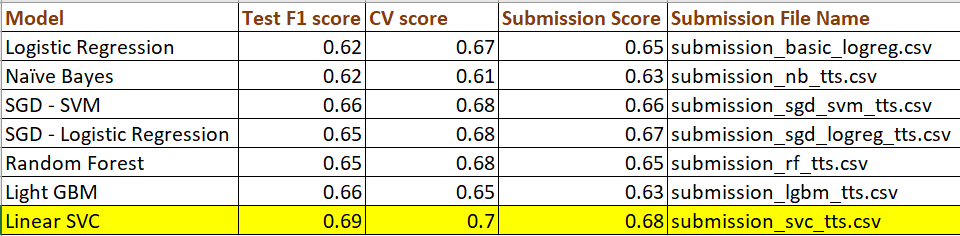 Model Test F1 score CV score Submission Score Submission File Name
Logistic Regression 0.62 0.67 0.65 submission_basic_logreg.csv
Naïve Bayes 0.62 0.61 0.63 submission_nb_tts.csv
SGD - SVM 0.66 0.68 0.66 submission_sgd_svm_tts.csv
SGD - Logistic Regression 0.65 0.68 0.67 submission_sgd_logreg_tts.csv
Random Forest 0.65 0.68 0.65 submission_rf_tts.csv
Light GBM 0.66 0.65 0.63 submission_lgbm_tts.csv
Linear SVC 0.69 0.7 0.68 submission_svc_tts.csv